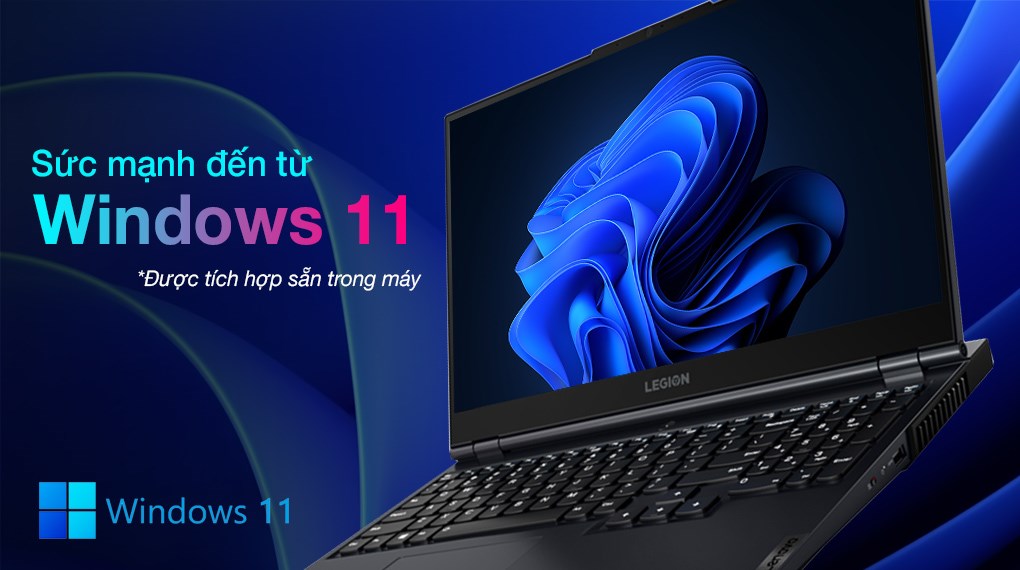 Sức mạnh đến từ
Windows 11
*Được tích hợp sẵn trong máy
LEGION
Windows 11